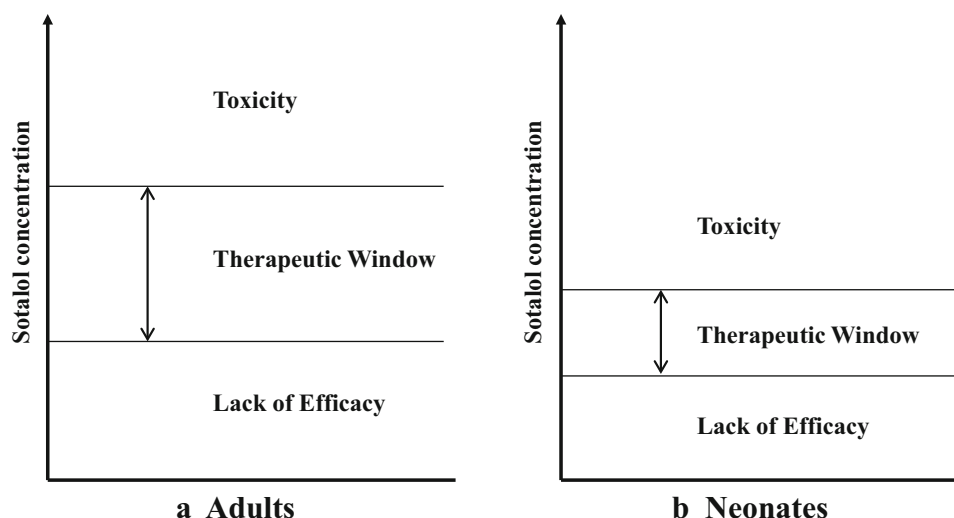 Sotalol concentration
Toxicity
Therapeutic Window
Lack of Efficacy
a Adults
Sotalol concentration
Toxicity
Therapeutic Window
Lack of Efficacy
b Neonates